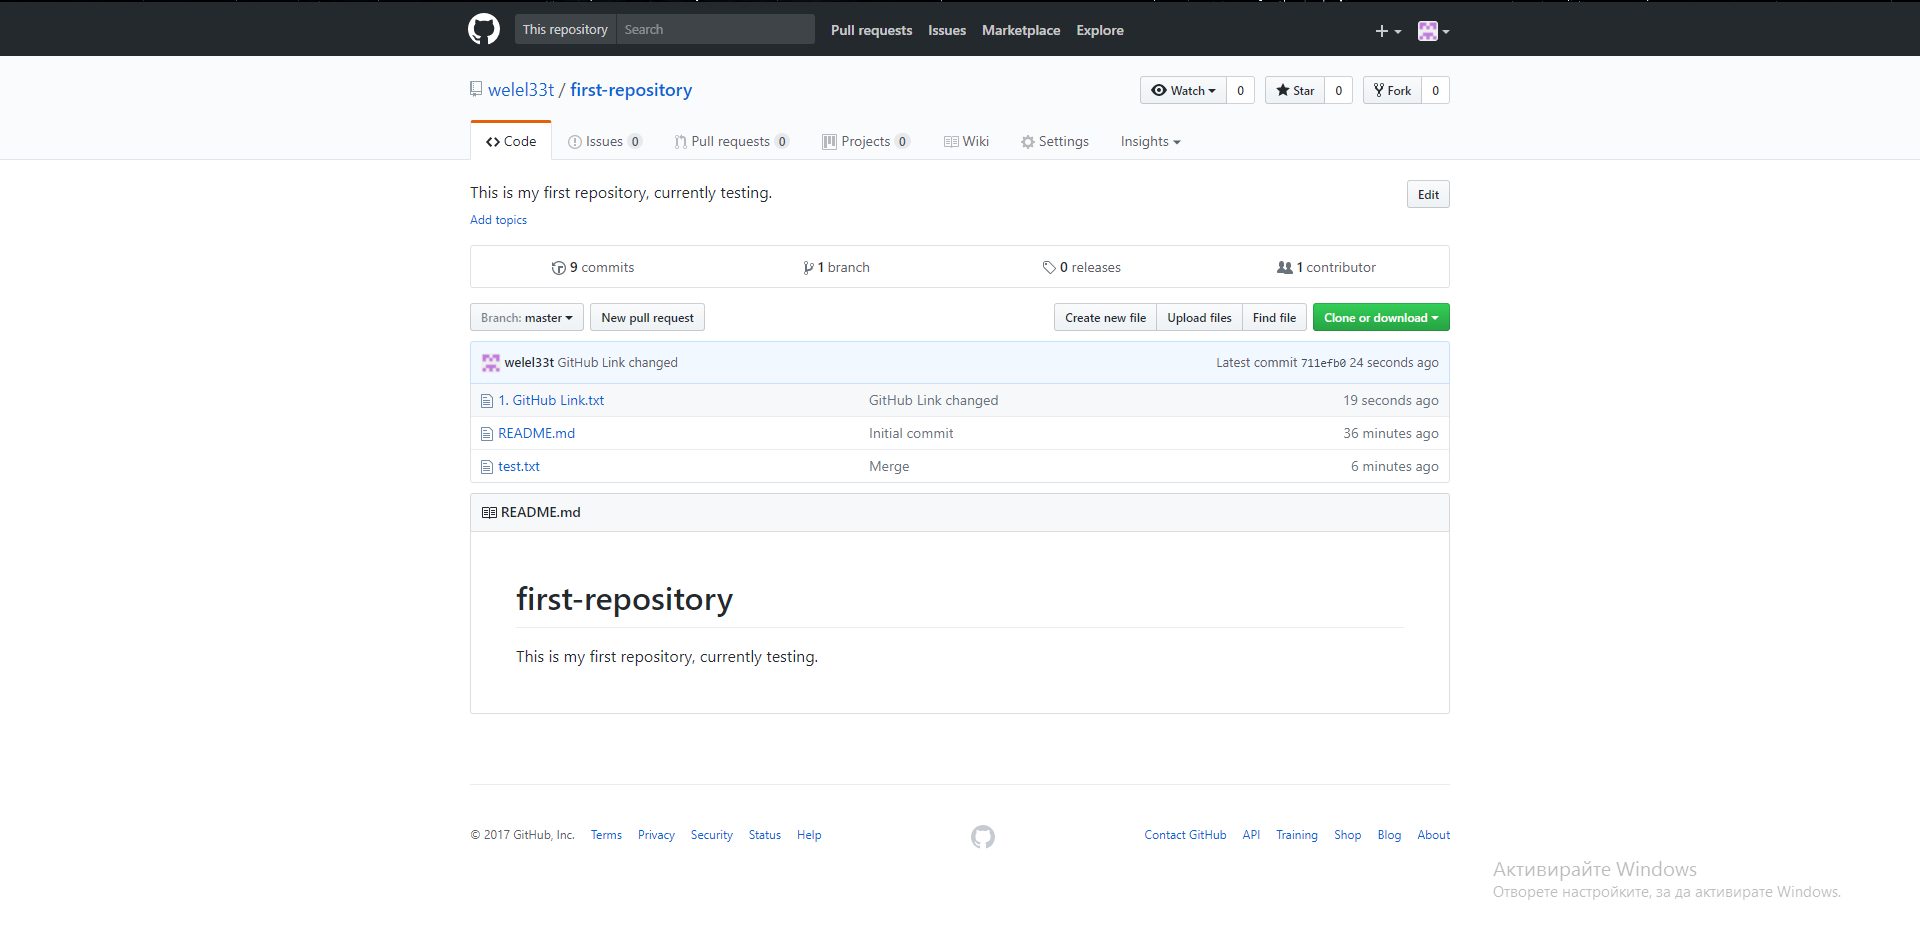 This repository Search Pull requests Issues Marketplace Explore
welel33t / first-repository Watch 0 Star 0 Fork 0
Code Issues 0 Pull requests 0 Projects 0 Wiki Settings Insights
This is my first repository, currently testing. Edit
Add topics
9 commits 1 branch 0 releases 1 contributor
Branch: master New pull request Create new file Upload files Find file Clone or download
welel33t GitHub Link changed Latest commit 711efb0 24 seconds ago
1. GitHub Link.txt GitHub Link changed 19 seconds ago
README.md Initial commit 36 minutes ago
test.txt Merge 6 minutes ago
README.md
first-repository
This is my first repository, currently testing.
© 2017 GitHub, Inc. Terms Privacy Security Status Help Contact GitHub API Training Shop Blog About
Активирайте Windows
Отворете настройките, за да активирате Windows.